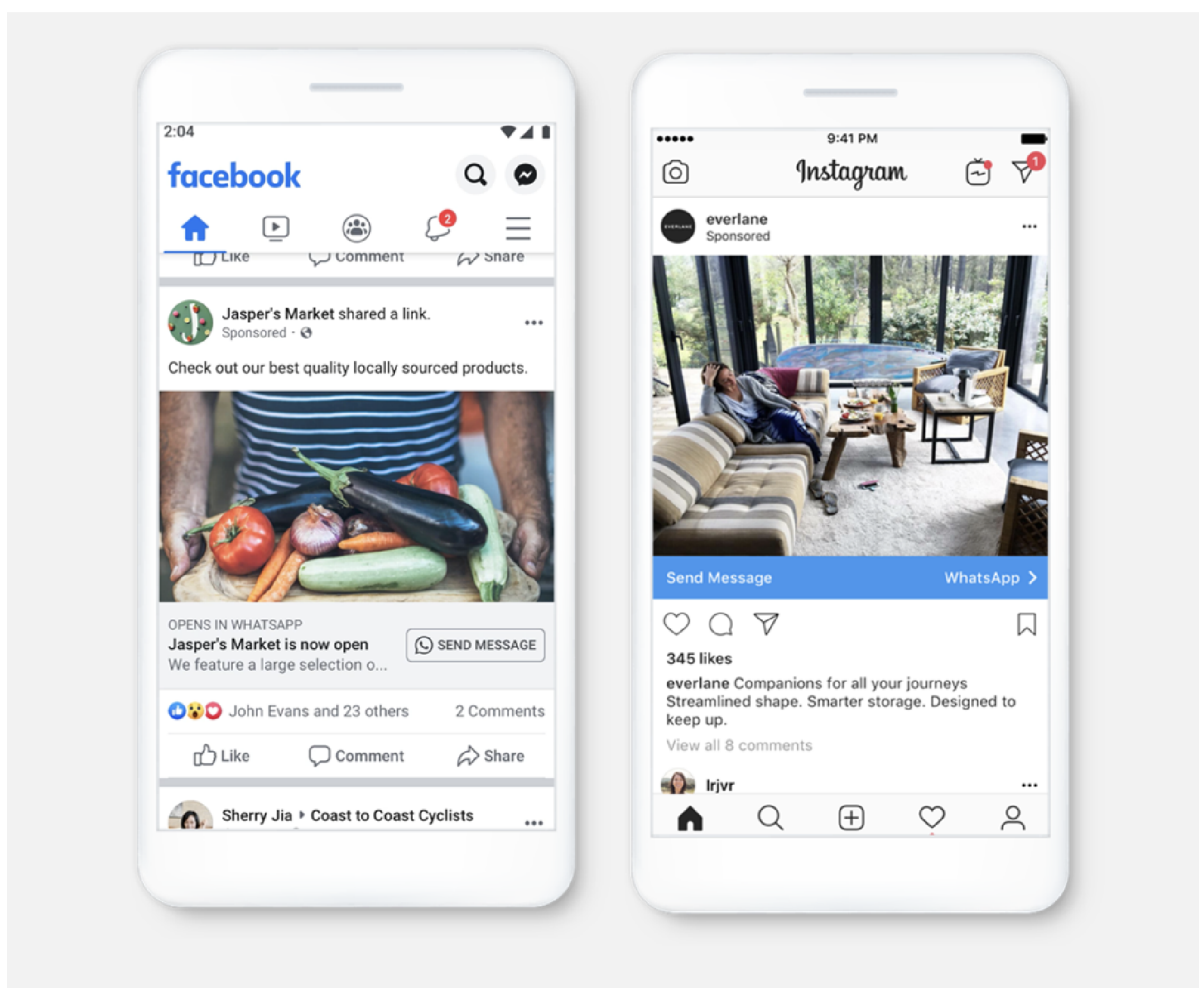 2:04
facebook
2
Like Comment Share
Jasper's Market shared a link.
Sponsored ·
Check out our best quality locally sourced products.
OPENS IN WHATSAPP
Jasper's Market is now open
We feature a large selection o...
SEND MESSAGE
John Evans and 23 others 2 Comments
Like Comment Share
Sherry Jia ▸ Coast to Coast Cyclists
9:41 PM
Instagram
1
EVERLANE
everlane
Sponsored
Send Message WhatsApp
345 likes
everlane Companions for all your journeys
Streamlined shape. Smarter storage. Designed to
keep up.
View all 8 comments
lrjvr